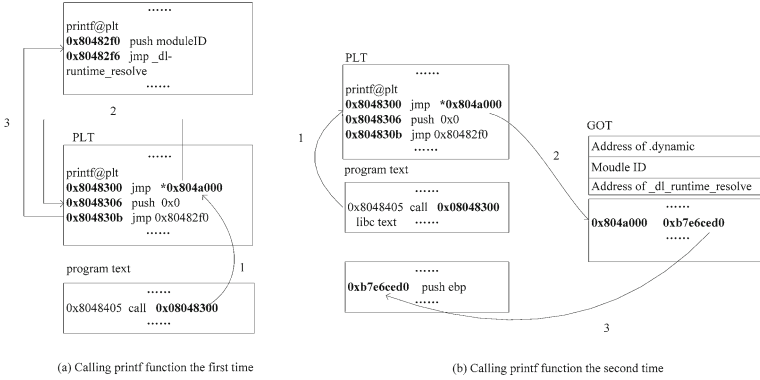 ......
printf@plt
0x80482f0 push moduleID
0x80482f6 jmp _dl-
runtime_resolve
......
3
2
PLT
......
printf@plt
0x8048300 jmp *0x804a000
0x8048306 push 0x0
0x804830b jmp 0x80482f0
......
1
program text
......
0x8048405 call 0x08048300
......
(a) Calling printf function the first time
PLT
......
printf@plt
0x8048300 jmp *0x804a000
0x8048306 push 0x0
0x804830b jmp 0x80482f0
......
1
program text
......
0x8048405 call 0x08048300
libc text ......
......
0xb7e6ced0 push ebp
......
2
GOT
Address of .dynamic
Moudle ID
Address of _dl_runtime_resolve
......
0x804a000 0xb7e6ced0
......
3
(b) Calling printf function the second time